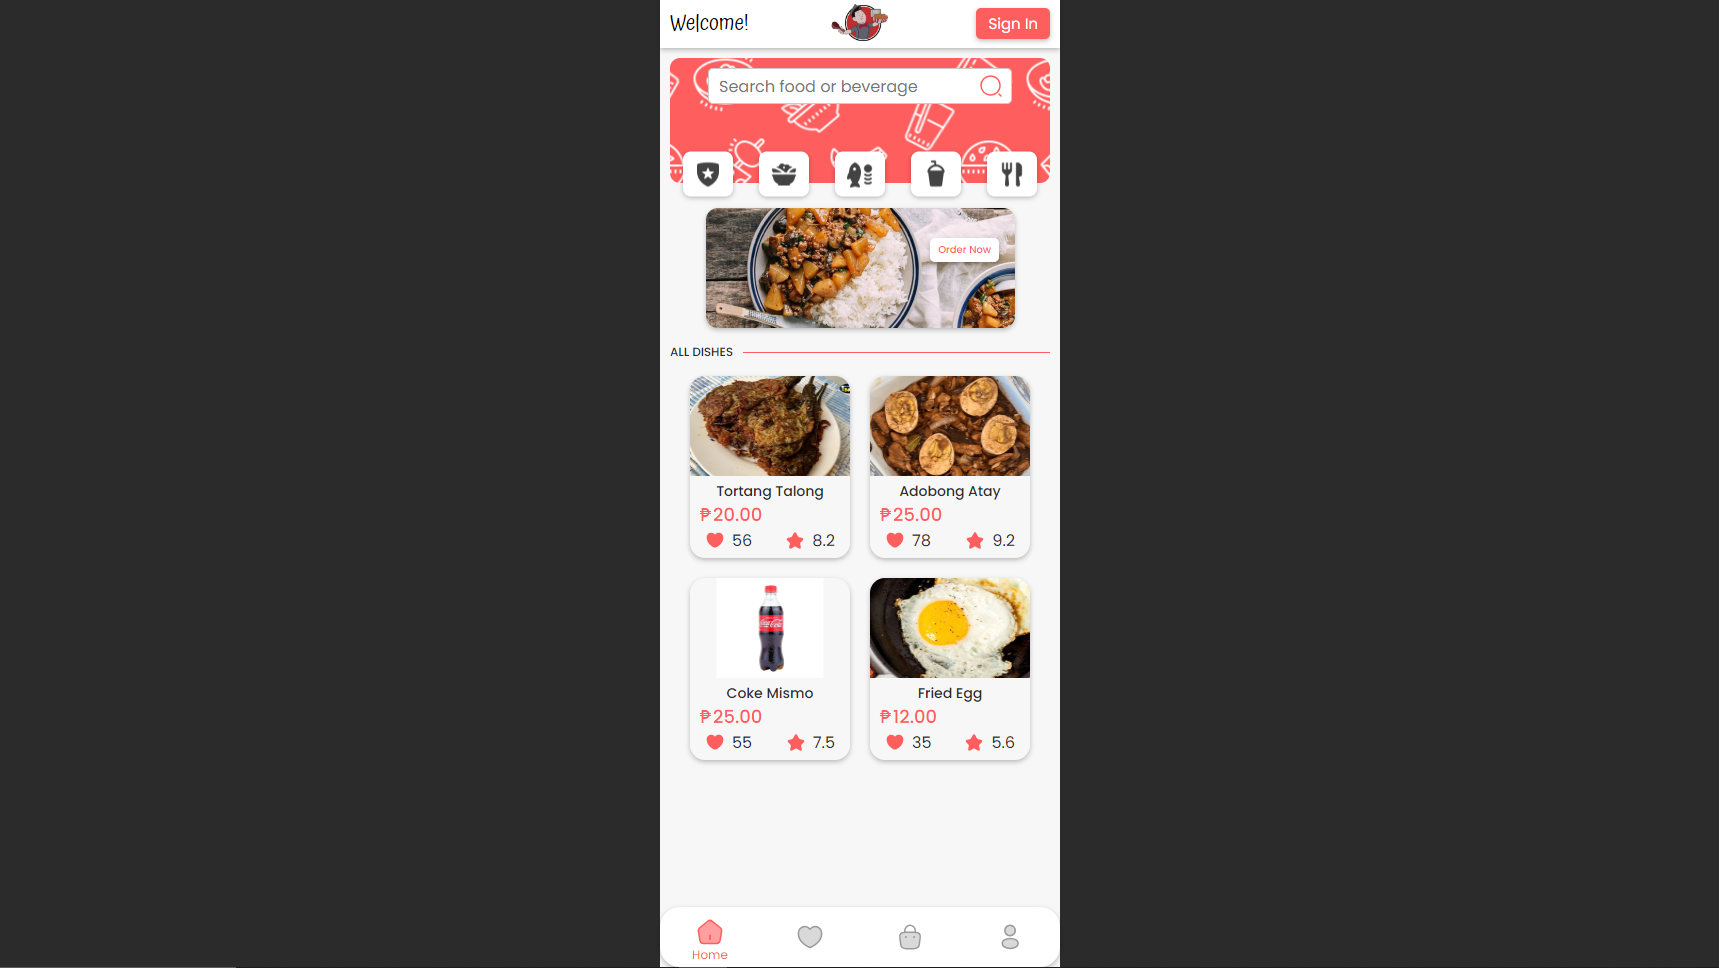 Welcome!
Sign In
Search food or beverage
Order Now
ALL DISHES
Tortang Talong
₱20.00
56 8.2
Adobong Atay
₱25.00
78 9.2
Coca-Cola
Coke Mismo
₱25.00
55 7.5
Fried Egg
₱12.00
35 5.6
Home